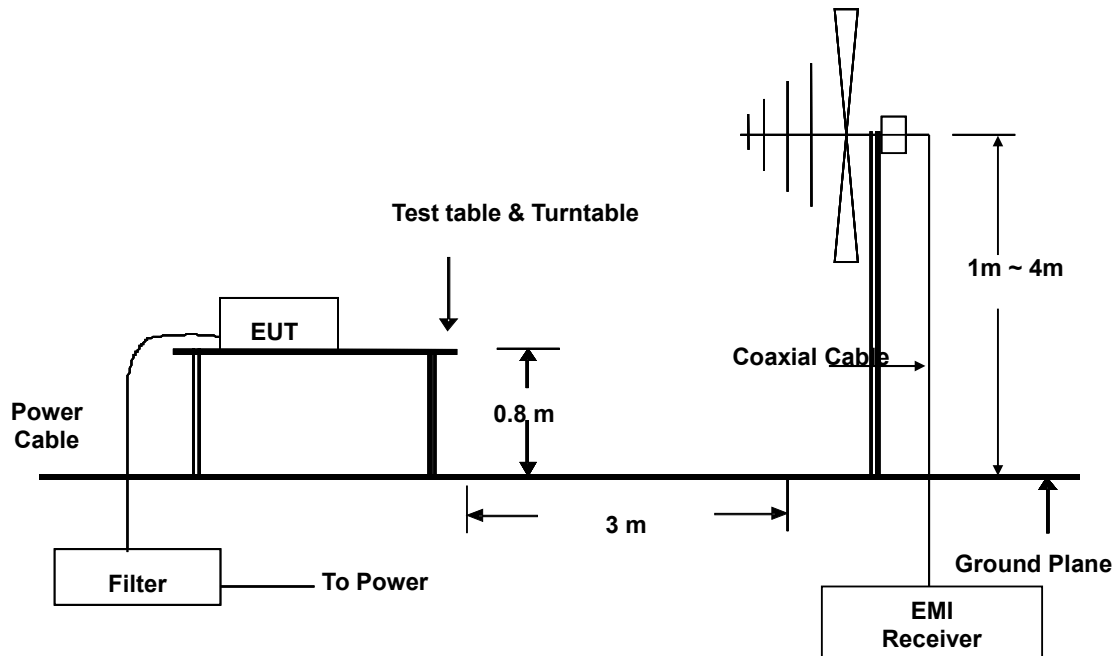 Test table & Turntable
1m ~ 4m
EUT
Coaxial Cable
0.8 m
Power
Cable
3 m
Ground Plane
Filter
To Power
EMI
Receiver